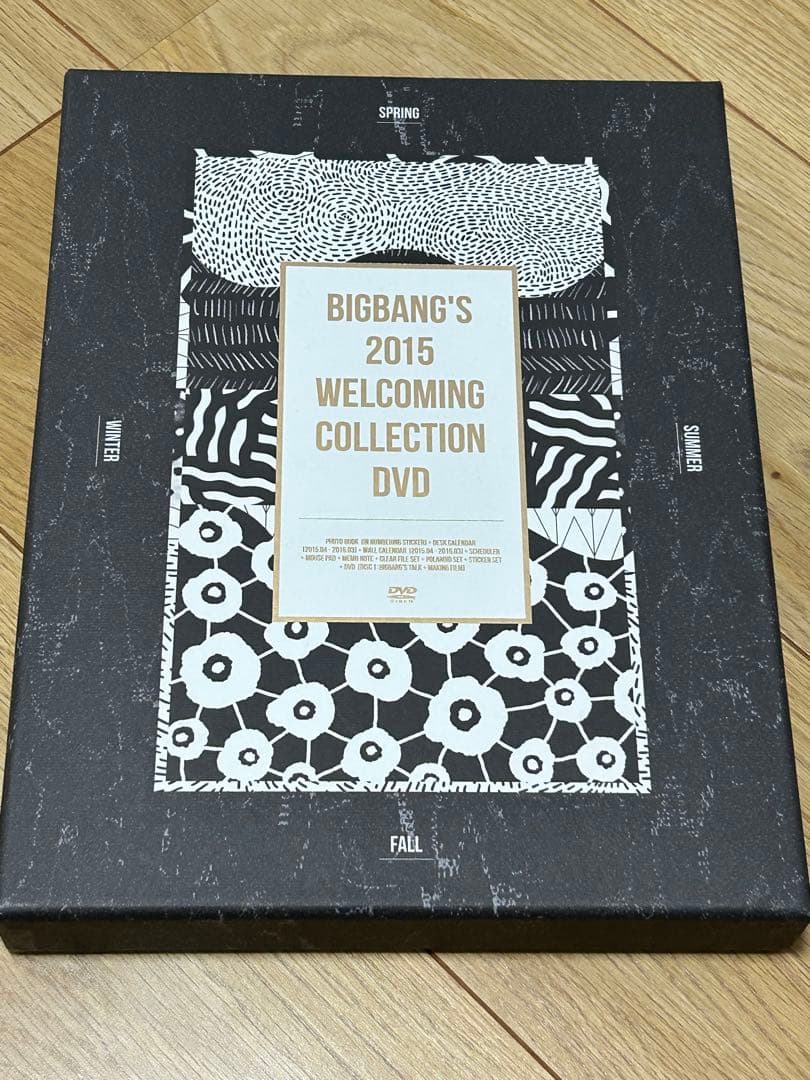 SPRING
BIGBANG'S
2015
WELCOMING
COLLECTION
DVD
PHOTO BOOK (IN NUMBERING STICKER) + DESK CALENDAR
(2015.04 - 2016.03) + WALL CALENDAR (2015.04 - 2016.03) + SCHEDULER
+ MOUSE PAD + MEMO NOTE + CLEAR FILE SET + POLAROID SET + STICKER SET
+ DVD (DISC 1 : BIGBANG'S TALK + MAKING FILM)
DVD
WINTER
SUMMER
FALL